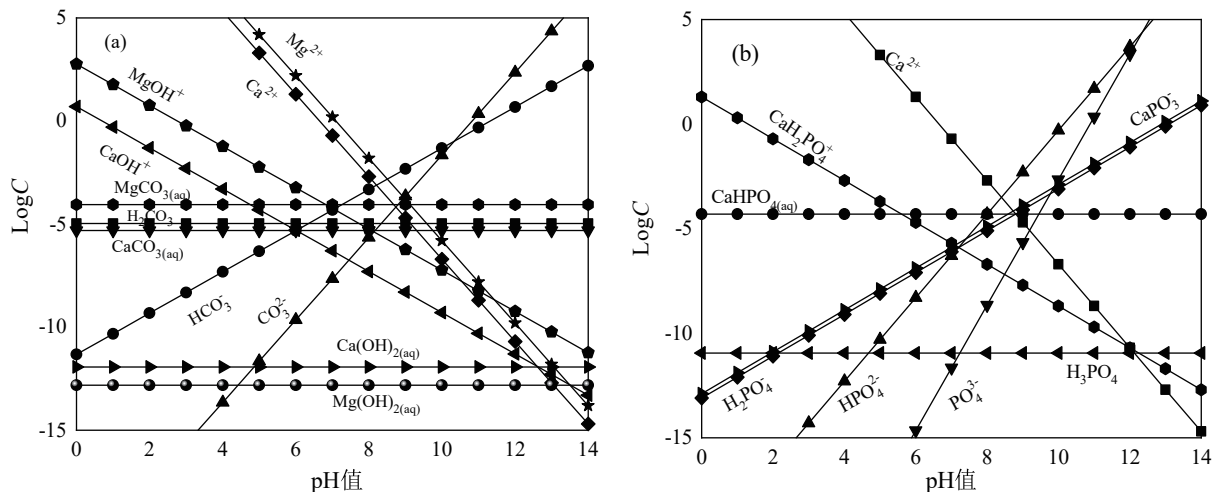 (a)
LogC
5
0
-5
-10
-15
0 2 4 6 8 10 12 14
pH值
Mg²⁺
Ca²⁺
MgOH⁺
CaOH⁺
MgCO₃₍aq₎
H₂CO₃
CaCO₃₍aq₎
HCO₃⁻
CO₃²⁻
Ca(OH)₂₍aq₎
Mg(OH)₂₍aq₎
(b)
LogC
5
0
-5
-10
-15
0 2 4 6 8 10 12 14
pH值
Ca²⁺
CaPO₃⁻
CaH₂PO₄⁺
CaHPO₄₍aq₎
H₂PO₄⁻
HPO₄²⁻
PO₄³⁻
H₃PO₄